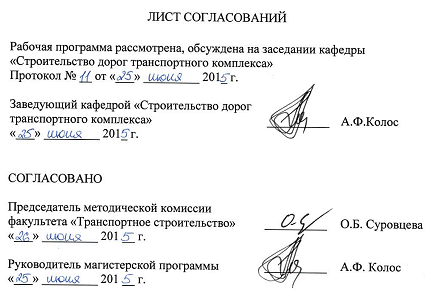 ЛИСТ СОГЛАСОВАНИЙ
Рабочая программа рассмотрена, обсуждена на заседании кафедры
«Строительство дорог транспортного комплекса»
Протокол № 11 от «25» июня 2015 г.
Заведующий кафедрой «Строительство дорог
транспортного комплекса» А.Ф.Колос
«25» июня 2015 г.
СОГЛАСОВАНО
Председатель методической комиссии
факультета «Транспортное строительство» О.Б. Суровцева
«26» июня 2015 г.
Руководитель магистерской программы А.Ф. Колос
«25» июня 2015 г.